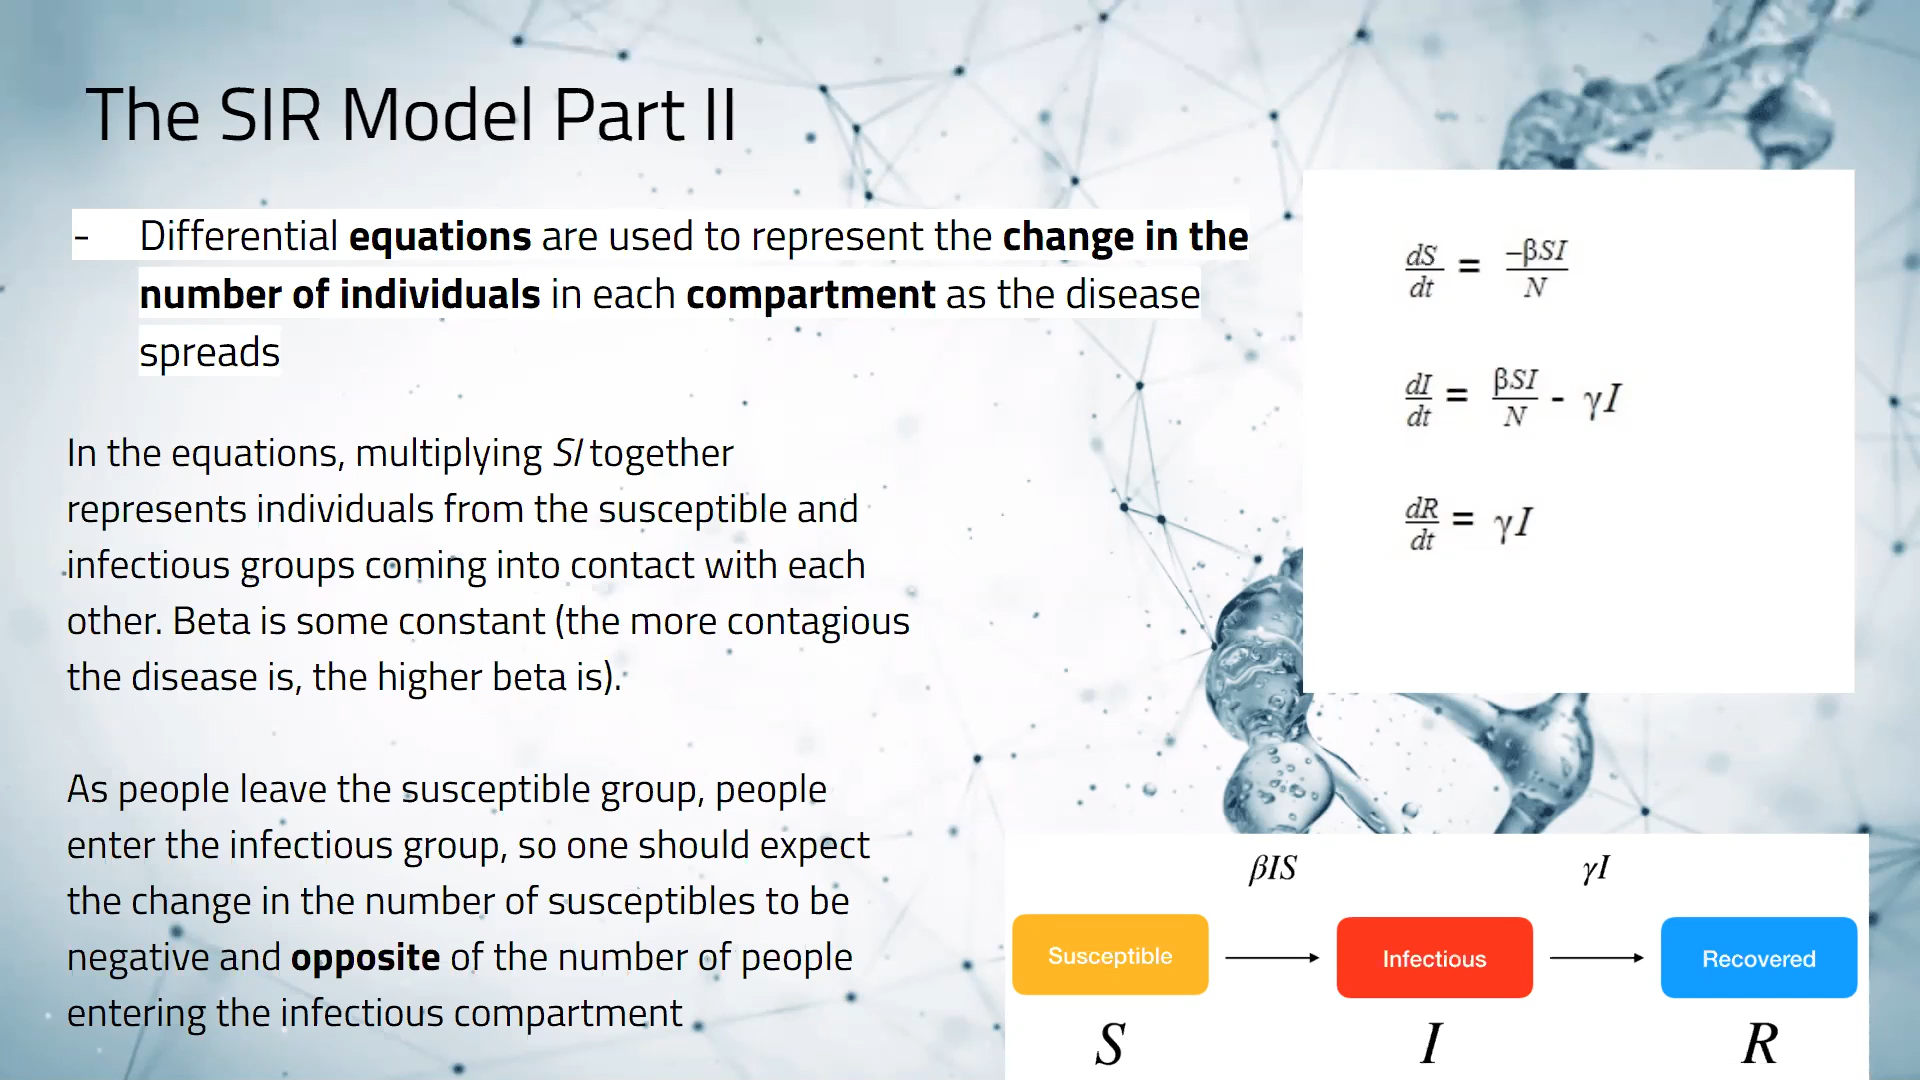 The SIR Model Part II
- Differential equations are used to represent the change in the
number of individuals in each compartment as the disease
spreads
In the equations, multiplying SI together
represents individuals from the susceptible and
infectious groups coming into contact with each
other. Beta is some constant (the more contagious
the disease is, the higher beta is).
As people leave the susceptible group, people
enter the infectious group, so one should expect
the change in the number of susceptibles to be
negative and opposite of the number of people
entering the infectious compartment
dS/dt = -βSI/N
dI/dt = βSI/N - γI
dR/dt = γI
βIS γI
Susceptible Infectious Recovered
S I R